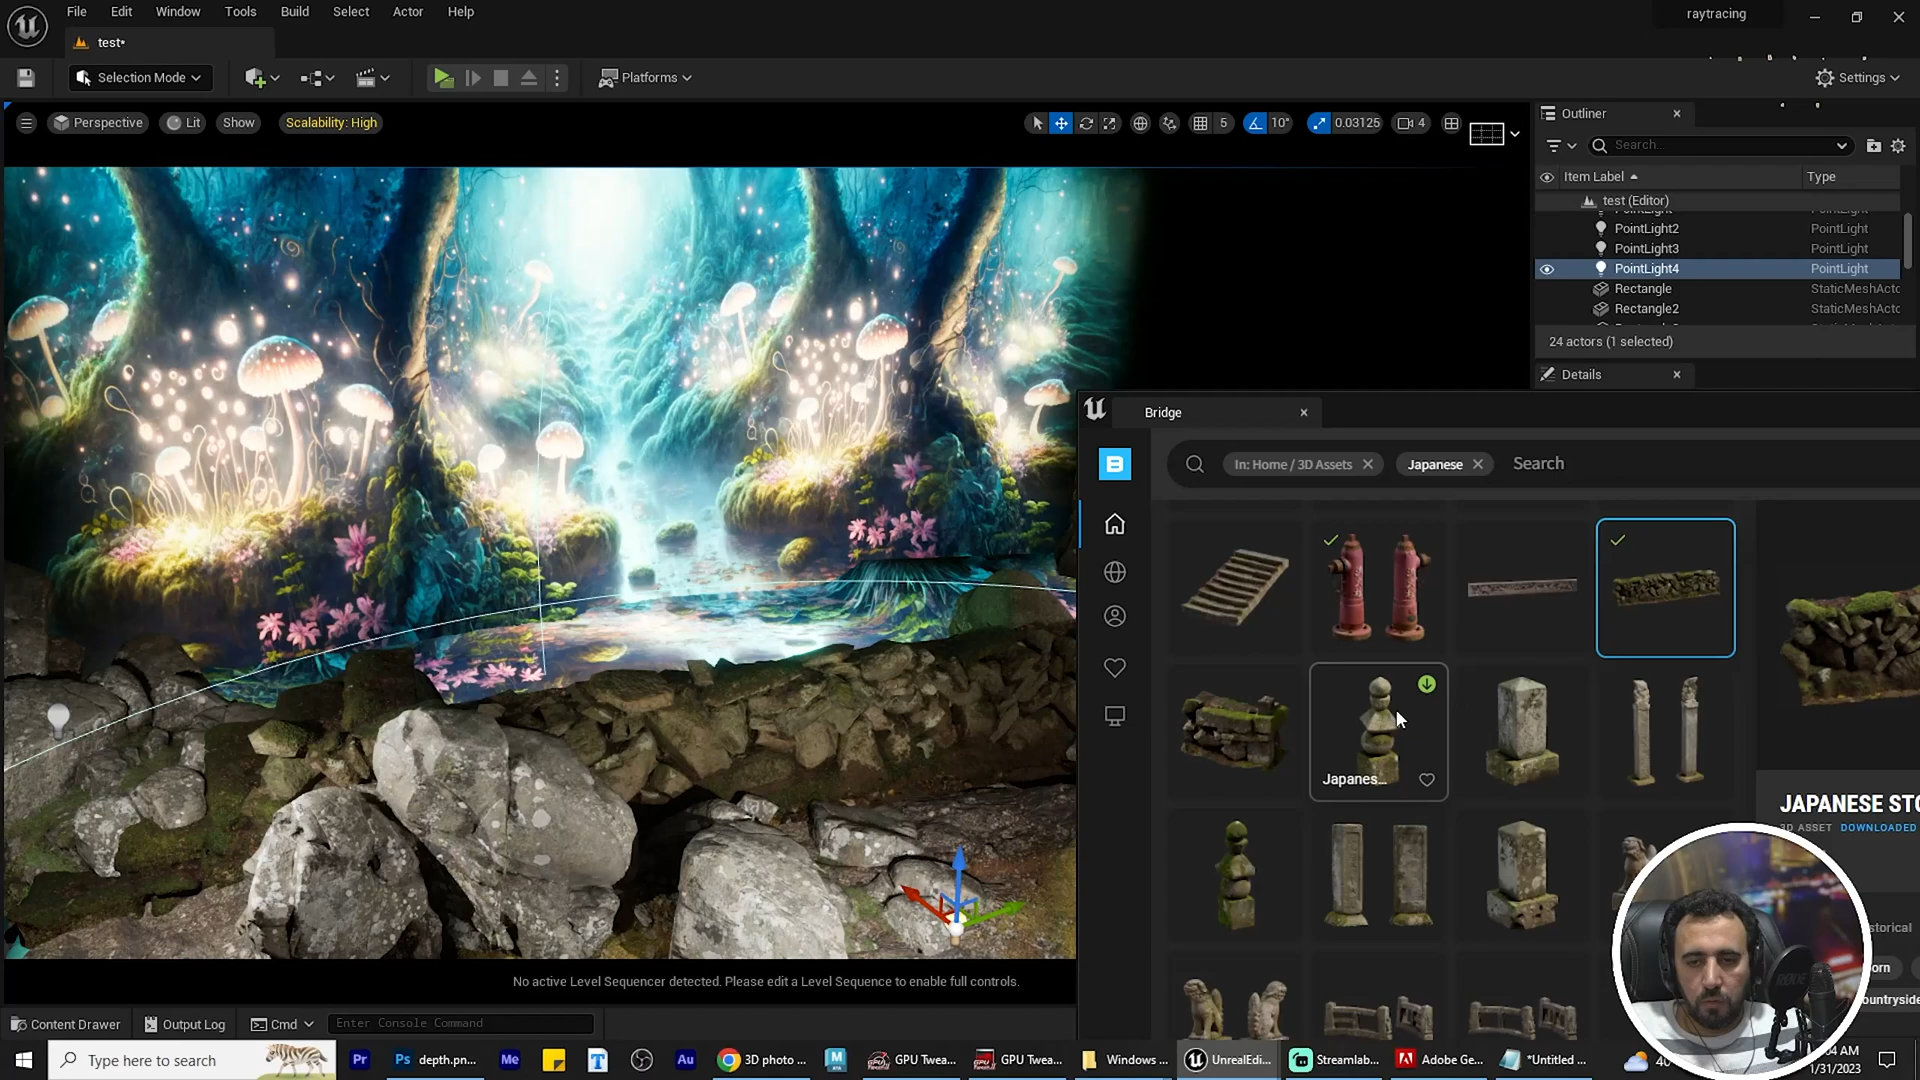 File Edit Window Tools Build Select Actor Help
raytracing
test•
Selection Mode
Platforms
Settings
Perspective Lit Show Scalability: High
5 10° 0.03125 4
Outliner
Search...
Item Label Type
test (Editor)
PointLight2 PointLight
PointLight3 PointLight
PointLight4 PointLight
Rectangle StaticMeshActo
Rectangle2 StaticMeshActo
24 actors (1 selected)
Details
Bridge
In: Home / 3D Assets Japanese Search
Japanes...
JAPANESE STO
3D ASSET DOWNLOADED
istorical
orn
ountryside
No active Level Sequencer detected. Please edit a Level Sequence to enable full controls.
Content Drawer Output Log Cmd Enter Console Command
RODE
Type here to search
Pr Ps depth.pn... Me T Au 3D photo ... M GPU Twea... GPU Twea... Windows ... UnrealEdi... Streamlab... Adobe Ge... *Untitled ...
:04 AM
1/31/2023